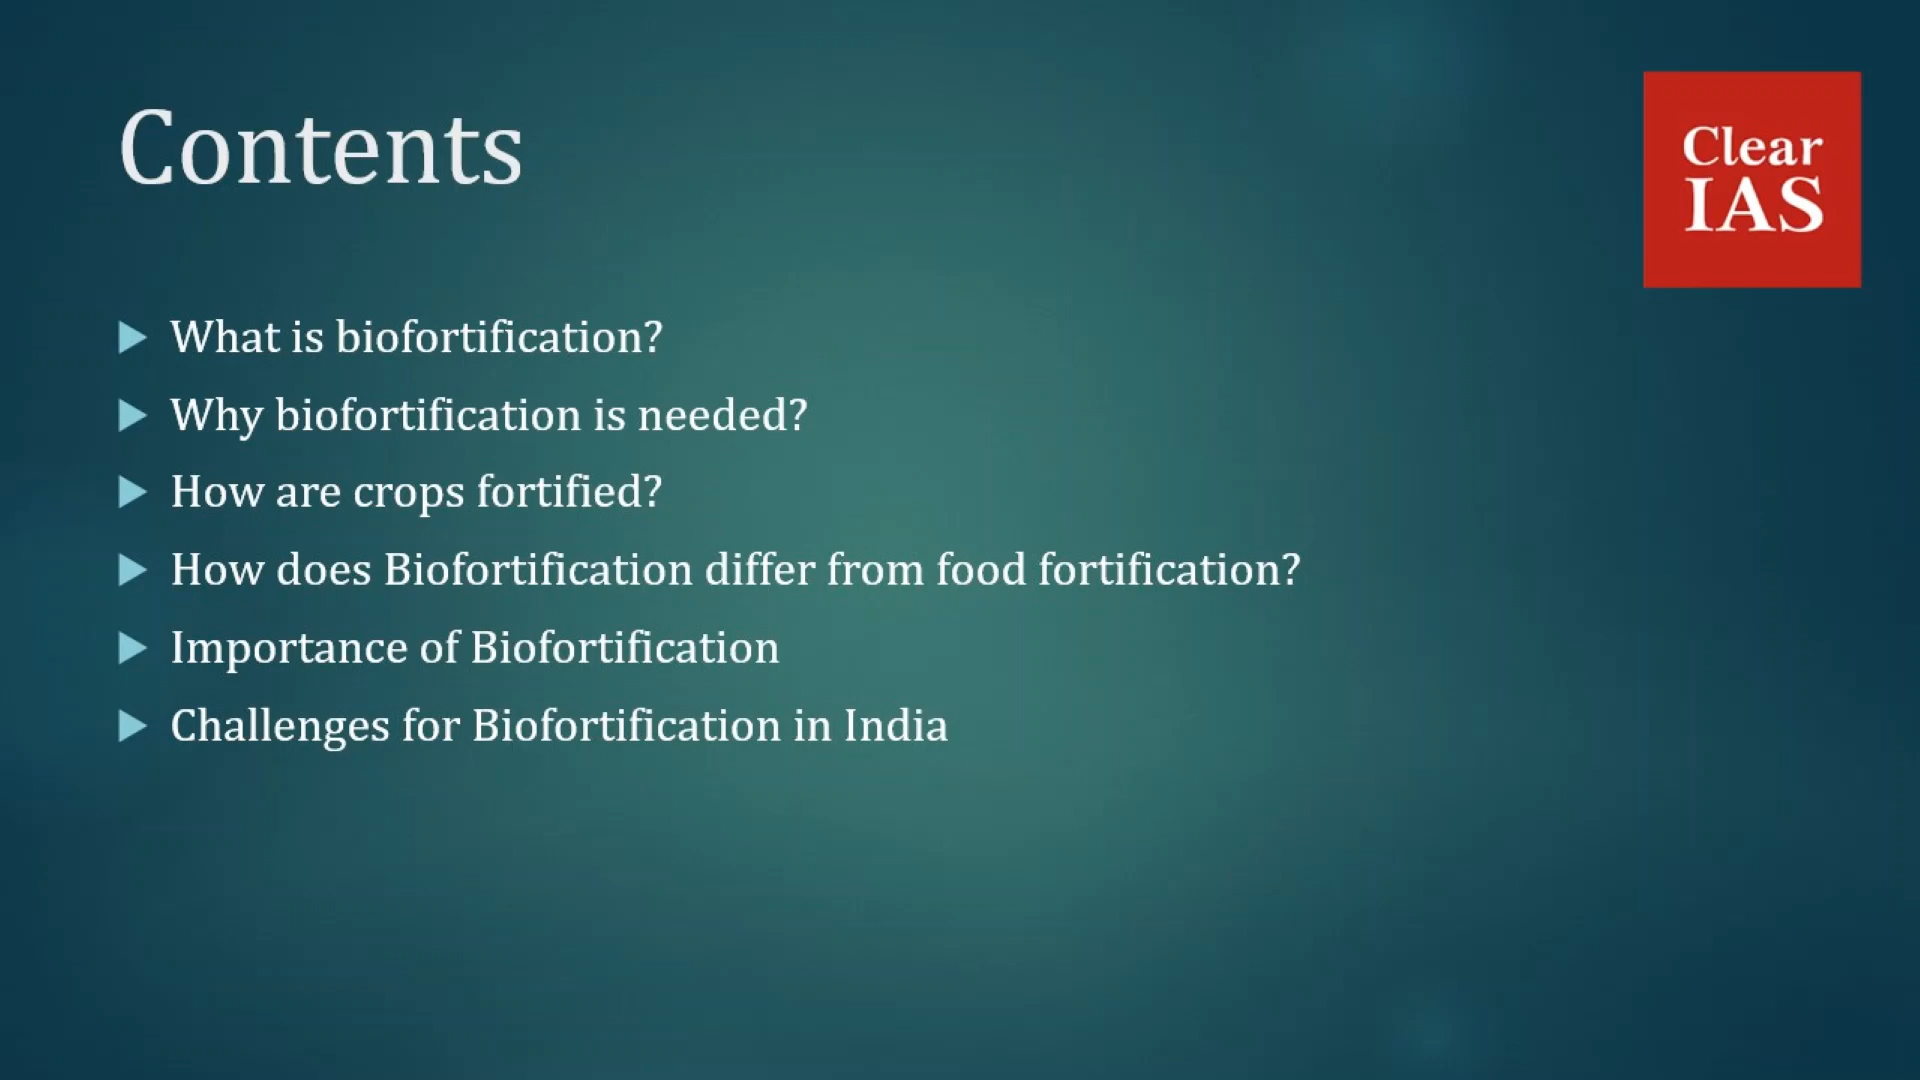 Contents
Clear
IAS
What is biofortification?
Why biofortification is needed?
How are crops fortified?
How does Biofortification differ from food fortification?
Importance of Biofortification
Challenges for Biofortification in India